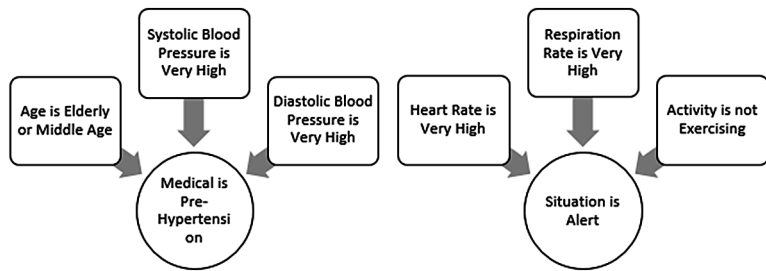 Systolic Blood
Pressure is
Very High
Age is Elderly
or Middle Age
Diastolic Blood
Pressure is
Very High
Medical is
Pre-
Hypertensi
on
Respiration
Rate is Very
High
Heart Rate is
Very High
Activity is not
Exercising
Situation is
Alert